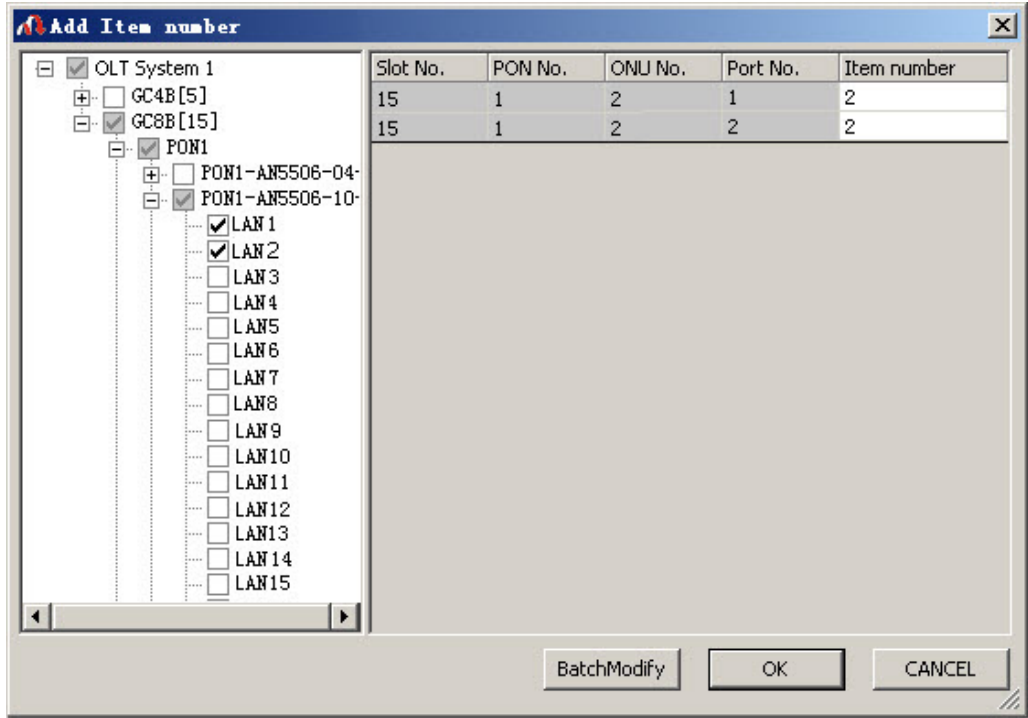 Add Item number
OLT System 1
GC4B[5]
GC8B[15]
PON1
PON1-AN5506-04-
PON1-AN5506-10-
LAN1
LAN2
LAN3
LAN4
LAN5
LAN6
LAN7
LAN8
LAN9
LAN10
LAN11
LAN12
LAN13
LAN14
LAN15
Slot No. PON No. ONU No. Port No. Item number
15 1 2 1 2
15 1 2 2 2
BatchModify OK CANCEL